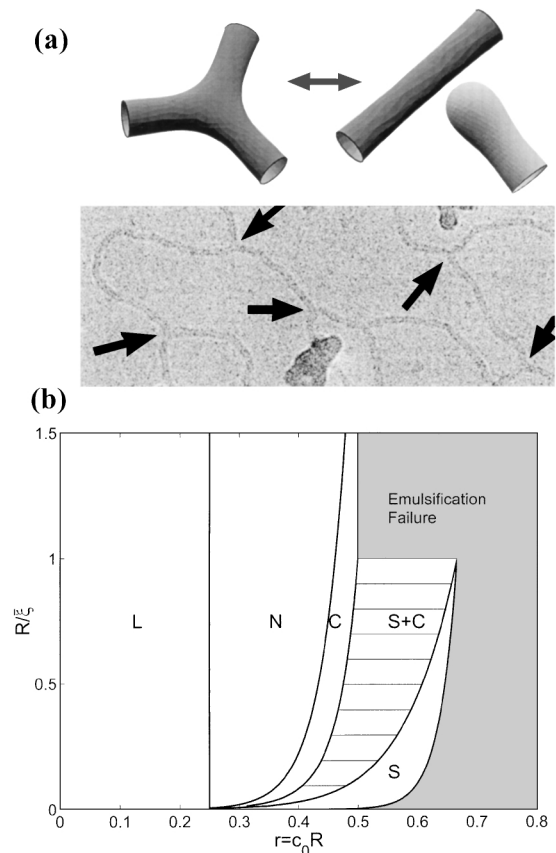 (a)
(b)
1.5
Emulsification
Failure
1
R/ξ
L
N
C
S+C
0.5
S
0
0
0.1
0.2
0.3
0.4
0.5
0.6
0.7
0.8
r=c₀R